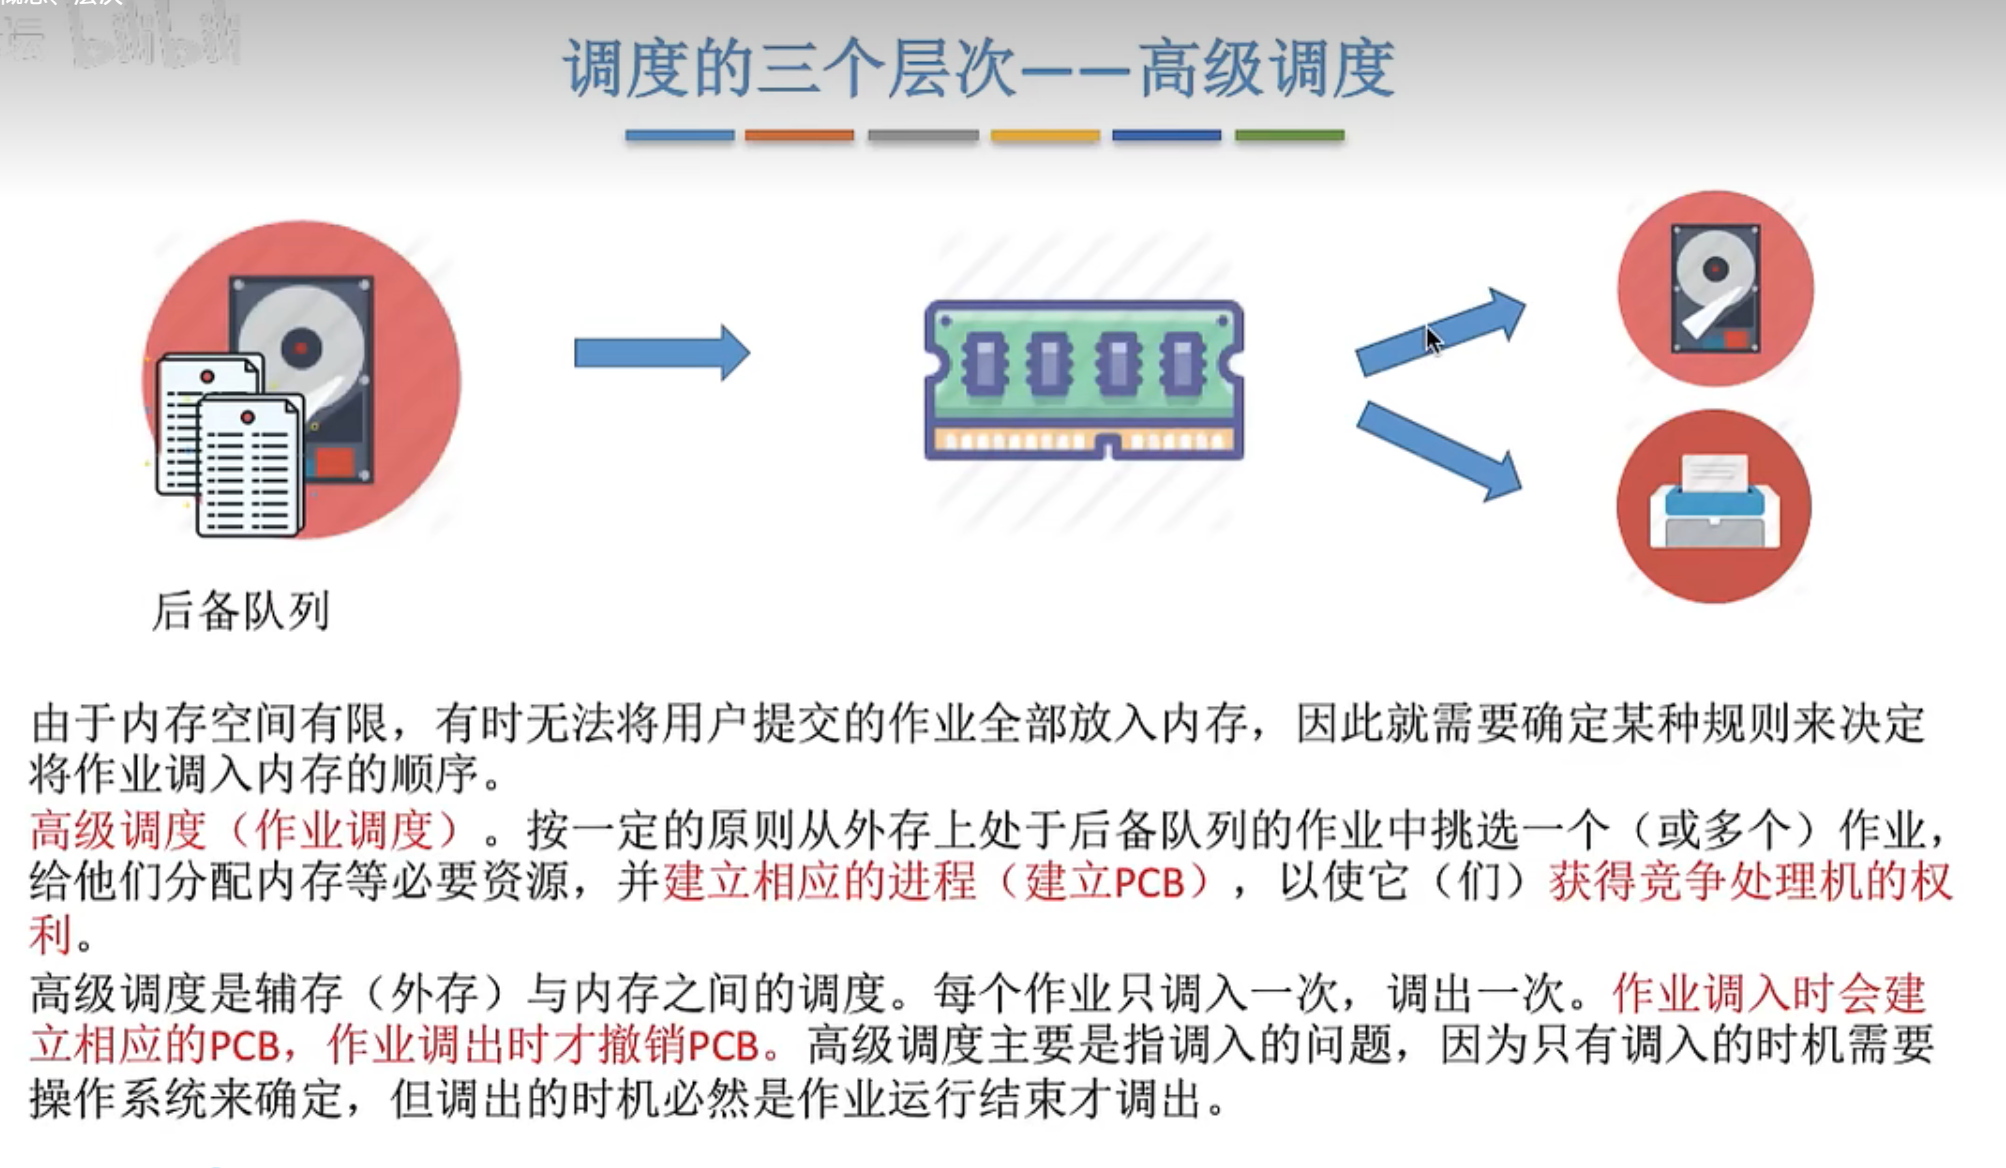 bilibili
调度的三个层次——高级调度
后备队列
由于内存空间有限，有时无法将用户提交的作业全部放入内存，因此就需要确定某种规则来决定
将作业调入内存的顺序。
高级调度（作业调度）。按一定的原则从外存上处于后备队列的作业中挑选一个（或多个）作业，
给他们分配内存等必要资源，并建立相应的进程（建立PCB），以使它（们）获得竞争处理机的权
利。
高级调度是辅存（外存）与内存之间的调度。每个作业只调入一次，调出一次。作业调入时会建
立相应的PCB，作业调出时才撤销PCB。高级调度主要是指调入的问题，因为只有调入的时机需要
操作系统来确定，但调出的时机必然是作业运行结束才调出。